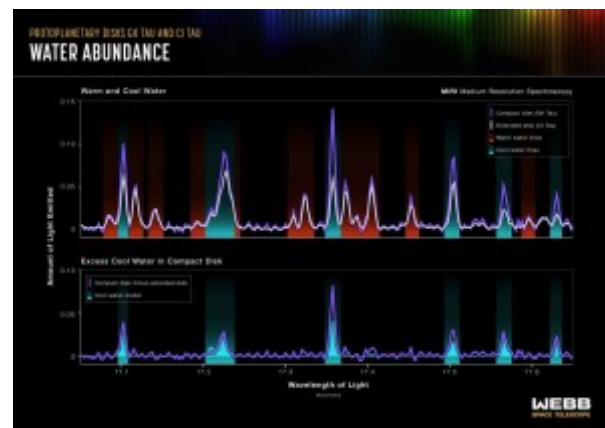 PROTOPLANETARY DISKS GK TAU AND CI TAU
WATER ABUNDANCE
Warm and Cool Water
MIRI Medium Resolution Spectroscopy
0.15
Compact disk (GK Tau)
Extended disk (CI Tau)
Warm water lines
Cool water lines
0.10
0.05
0
Amount of Light Emitted
Excess Cool Water in Compact Disk
0.10
Compact disk minus extended disk
Cool water model
0.05
0
17.1
17.2
17.3
17.4
17.5
17.6
Wavelength of Light
microns
WEBB
SPACE TELESCOPE